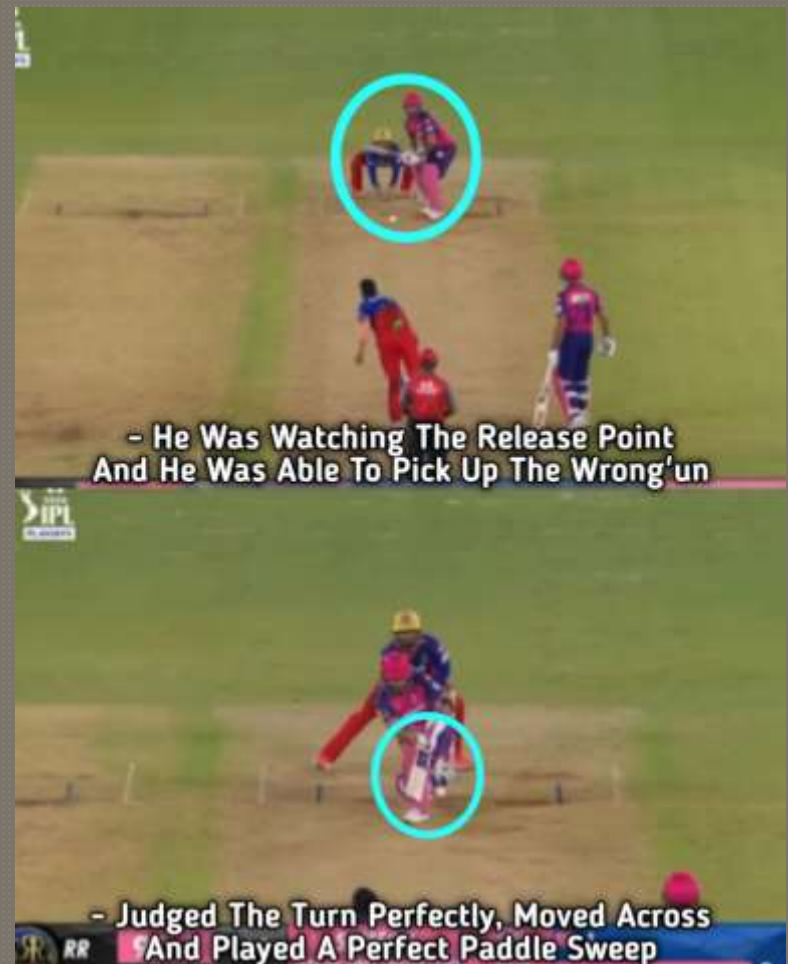 - He Was Watching The Release Point
And He Was Able To Pick Up The Wrong'un
IPL
- Judged The Turn Perfectly, Moved Across
RR
And Played A Perfect Paddle Sweep